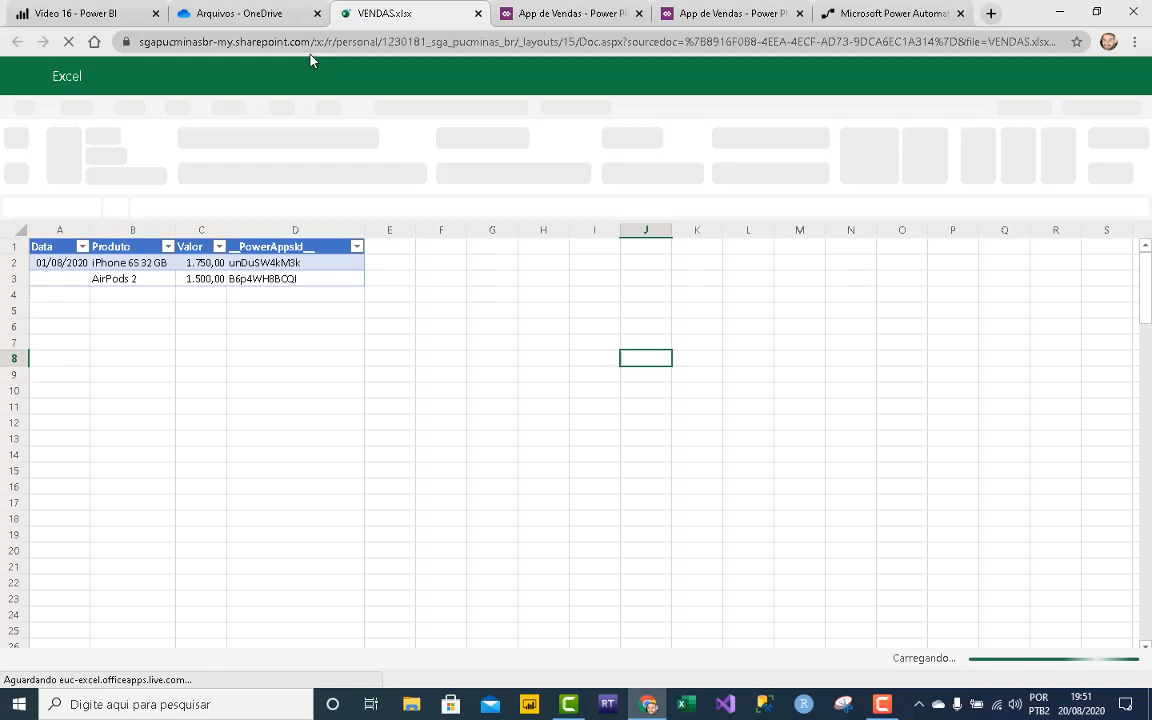 Vídeo 16 - Power BI
Arquivos - OneDrive
VENDAS.xlsx
App de Vendas - Power Pl
App de Vendas - Power Pl
Microsoft Power Automat
sgapucminasbr-my.sharepoint.com/:x:/r/personal/1230181_sga_pucminas_br/_layouts/15/Doc.aspx?sourcedoc=%7B8916F0B8-4EEA-4ECF-AD73-9DCA6EC1A314%7D&file=VENDAS.xlsx...
Excel
A B C D E F G H I J K L M N O P Q R S
1 Data Produto Valor __PowerAppsId__
2 01/08/2020 iPhone 6S 32 GB 1.750,00 unDuSW4kM3k
3 AirPods 2 1.500,00 B6p4WH8BCQI
4
5
6
7
8
9
10
11
12
13
14
15
16
17
18
19
20
21
22
23
24
25
26
Carregando...
Aguardando euc-excel.officeapps.live.com...
Digite aqui para pesquisar
RT
R
POR
PTB2
19:51
20/08/2020